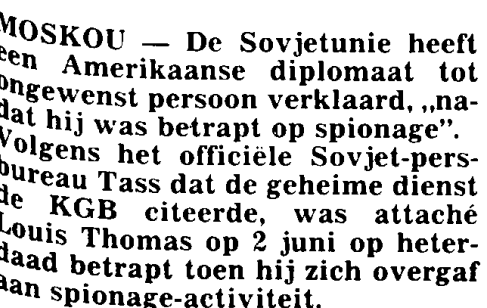 MOSKOU — De Sovjetunie heeft
een Amerikaanse diplomaat tot
ongewenst persoon verklaard, „na-
dat hij was betrapt op spionage”.
Volgens het officiële Sovjet-pers-
bureau Tass dat de geheime dienst
de KGB citeerde, was attaché
Louis Thomas op 2 juni op heter-
daad betrapt toen hij zich overgaf
aan spionage-activiteit.